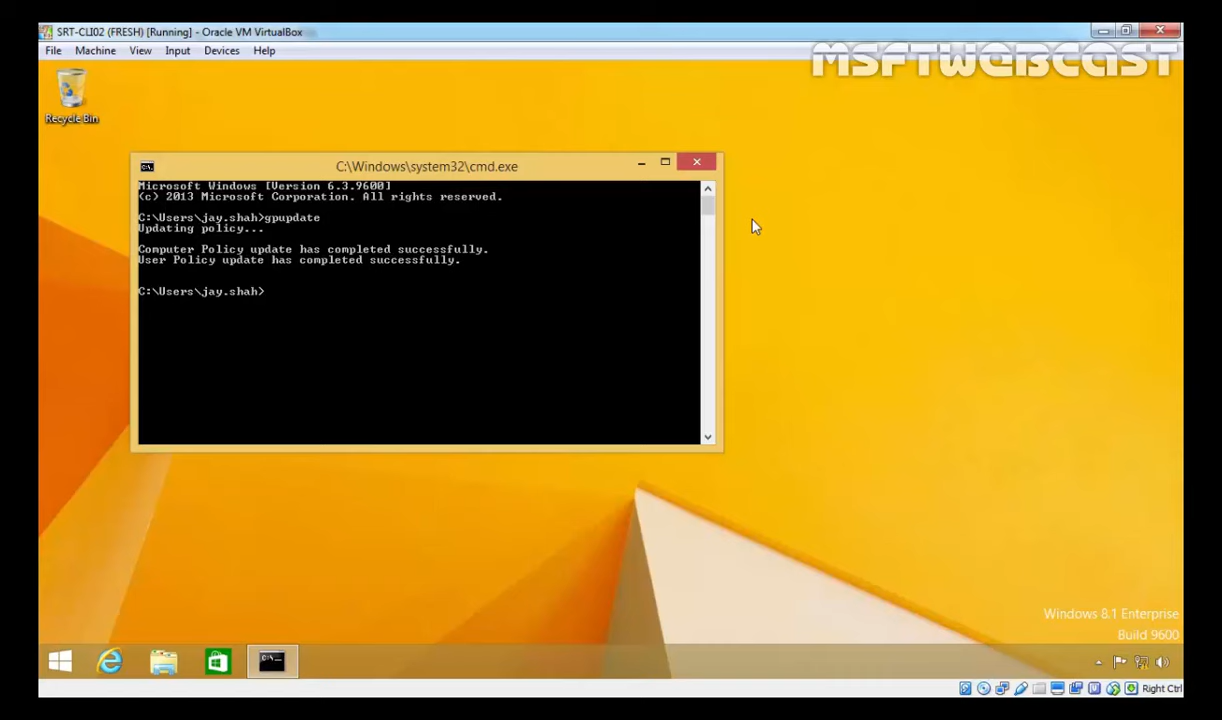 SRT-CLI02 (FRESH) [Running] - Oracle VM VirtualBox
File Machine View Input Devices Help
MSFTWEBCAST
Recycle Bin
C:\Windows\system32\cmd.exe
Microsoft Windows [Version 6.3.9600]
(c) 2013 Microsoft Corporation. All rights reserved.
C:\Users\jay.shah>gpupdate
Updating policy...
Computer Policy update has completed successfully.
User Policy update has completed successfully.
C:\Users\jay.shah>
Windows 8.1 Enterprise
Build 9600
Right Ctrl